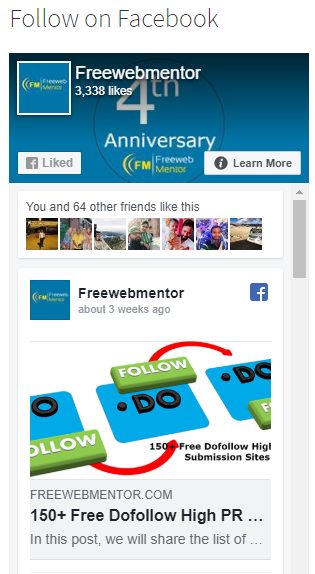 Follow on Facebook
FM Freeweb Mentor
Freewebmentor
3,338 likes
4th
Anniversary
FM Freeweb
Mentor
Liked
Learn More
You and 64 other friends like this
FM Freeweb Mentor
Freewebmentor
about 3 weeks ago
FOLLOW
FOLLOW
FOLLOW
DO
DO
DO
150+ Free Dofollow High
Submission Sites
FREEWEBMENTOR.COM
150+ Free Dofollow High PR ...
In this post, we will share the list of ...